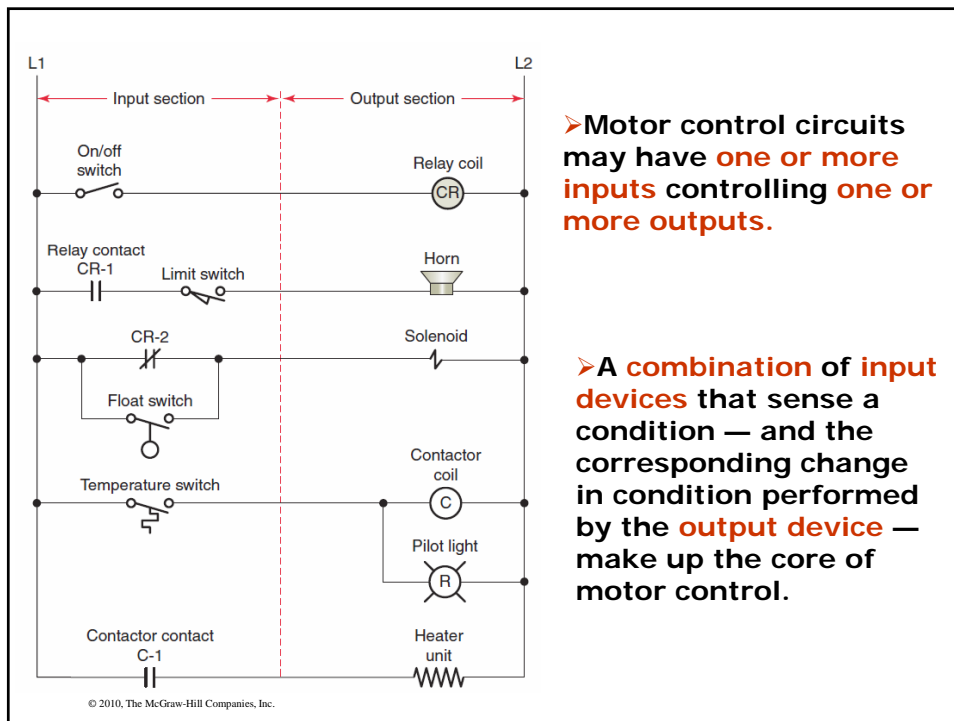 L1
L2
Input section
Output section
On/off
switch
Relay coil
CR
Relay contact
CR-1
Limit switch
Horn
CR-2
Solenoid
Float switch
Contactor
coil
Temperature switch
C
Pilot light
R
Contactor contact
C-1
Heater
unit
© 2010, The McGraw-Hill Companies, Inc.
➢Motor control circuits
may have one or more
inputs controlling one or
more outputs.
➢A combination of input
devices that sense a
condition — and the
corresponding change
in condition performed
by the output device —
make up the core of
motor control.